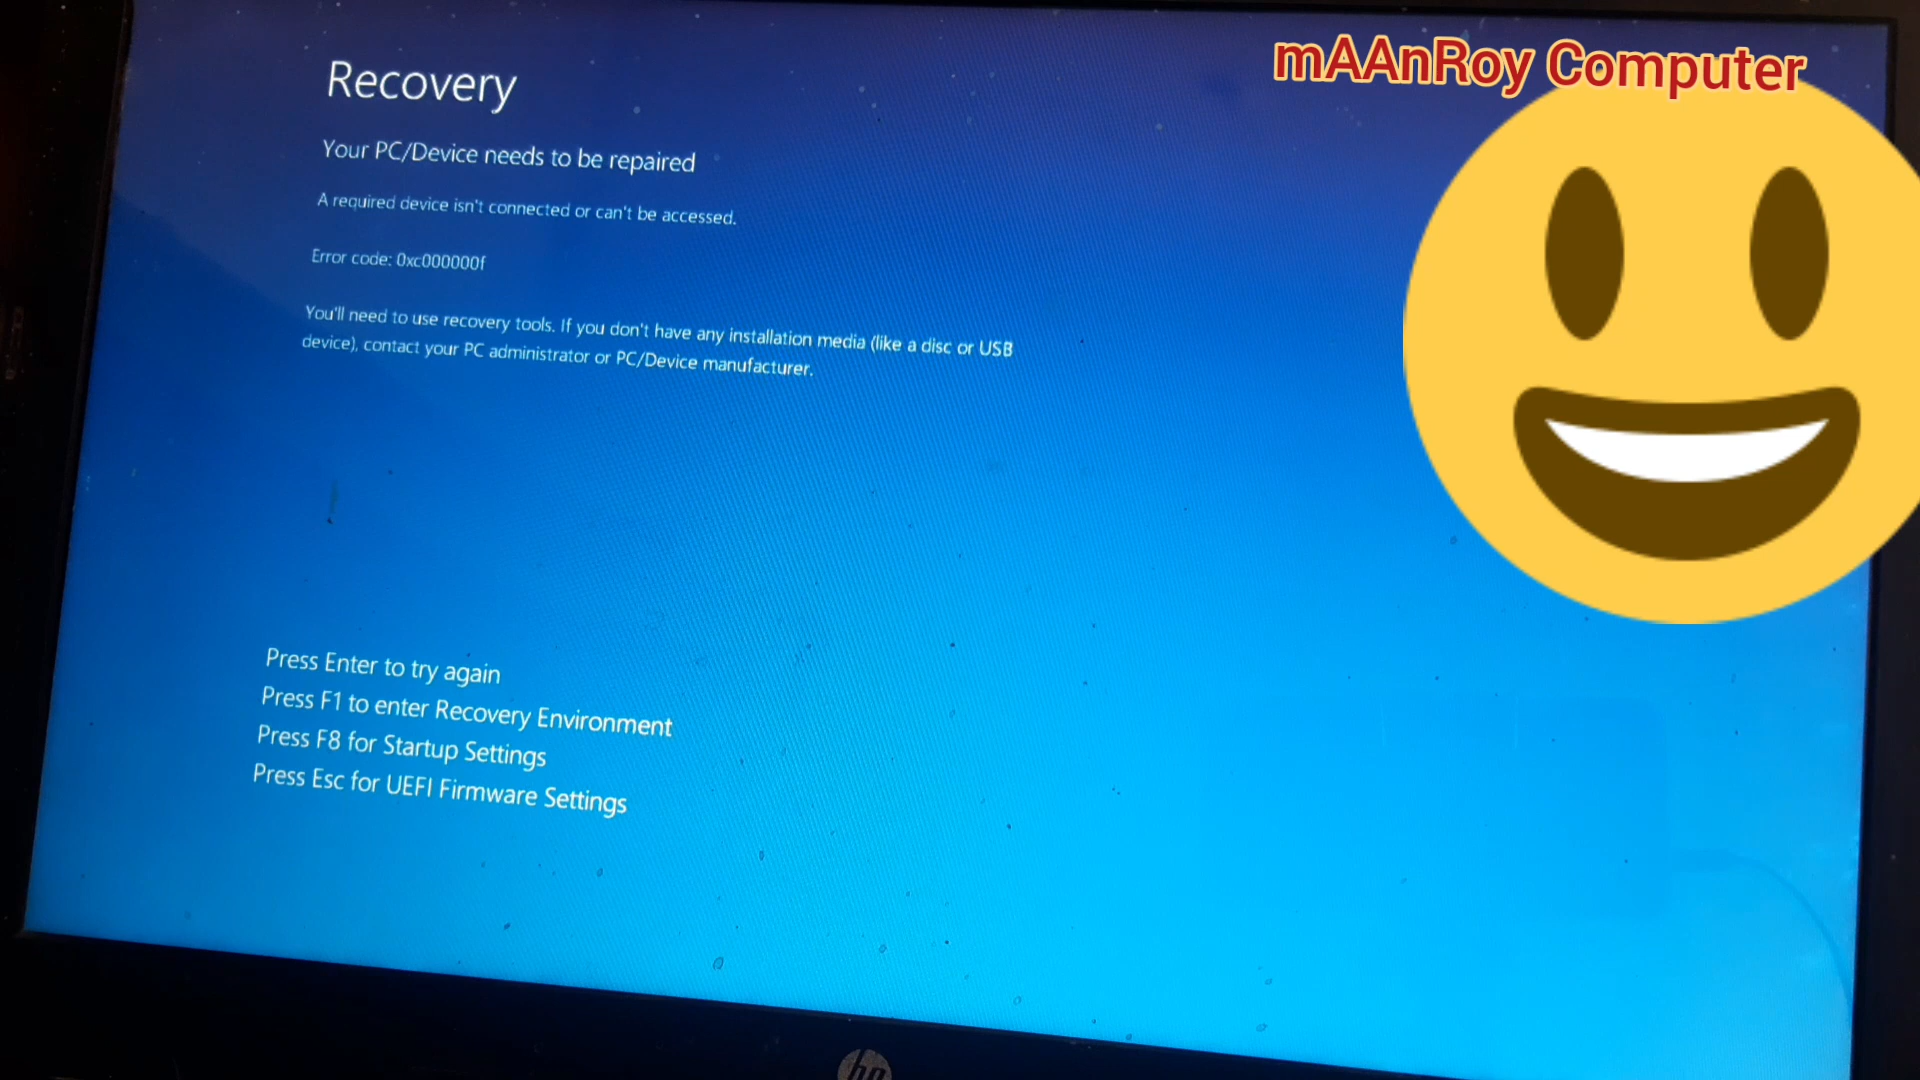 mAAnRoy Computer
Recovery
Your PC/Device needs to be repaired
A required device isn't connected or can't be accessed.
Error code: 0xc000000f
You'll need to use recovery tools. If you don't have any installation media (like a disc or USB
device), contact your PC administrator or PC/Device manufacturer.
Press Enter to try again
Press F1 to enter Recovery Environment
Press F8 for Startup Settings
Press Esc for UEFI Firmware Settings
hp